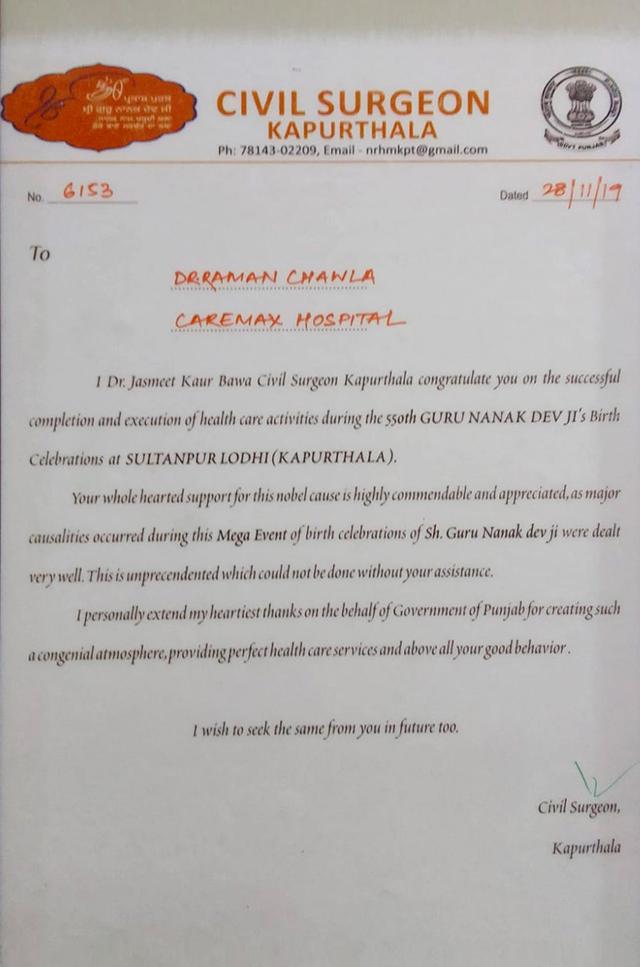 550
ਪ੍ਰਕਾਸ਼ ਪੁਰਬ
ਸ੍ਰੀ ਗੁਰੂ ਨਾਨਕ ਦੇਵ ਜੀ
CIVIL SURGEON
KAPURTHALA
Ph: 78143-02209, Email - nrhmkpt@gmail.com
No. 6153
Dated 28/11/19
To
DR.RAMAN CHAWLA
CAREMAX HOSPITAL
I Dr. Jasmeet Kaur Bawa Civil Surgeon Kapurthala congratulate you on the successful
completion and execution of health care activities during the 550th GURU NANAK DEV JI's Birth
Celebrations at SULTANPUR LODHI (KAPURTHALA).
Your whole hearted support for this nobel cause is highly commendable and appreciated, as major
causalities occurred during this Mega Event of birth celebrations of Sh. Guru Nanak dev ji were dealt
very well. This is unprecendented which could not be done without your assistance.
I personally extend my heartiest thanks on the behalf of Government of Punjab for creating such
a congenial atmosphere, providing perfect health care services and above all your good behavior .
I wish to seek the same from you in future too.
Civil Surgeon,
Kapurthala